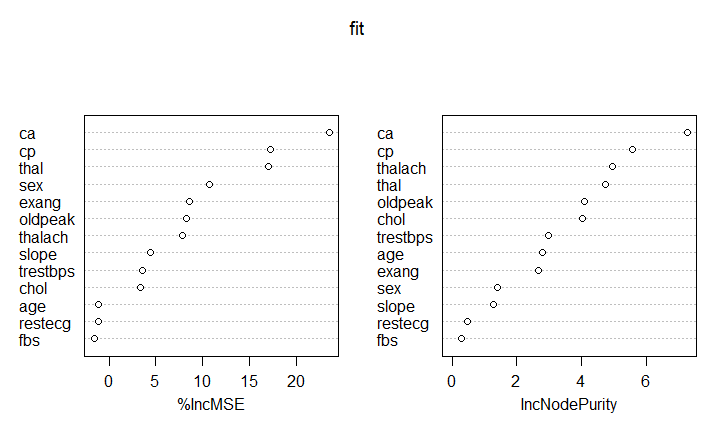 fit
ca
cp
thal
sex
exang
oldpeak
thalach
slope
trestbps
chol
age
restecg
fbs
0 5 10 15 20
%IncMSE
ca
cp
thalach
thal
oldpeak
chol
trestbps
age
exang
sex
slope
restecg
fbs
0 2 4 6
IncNodePurity